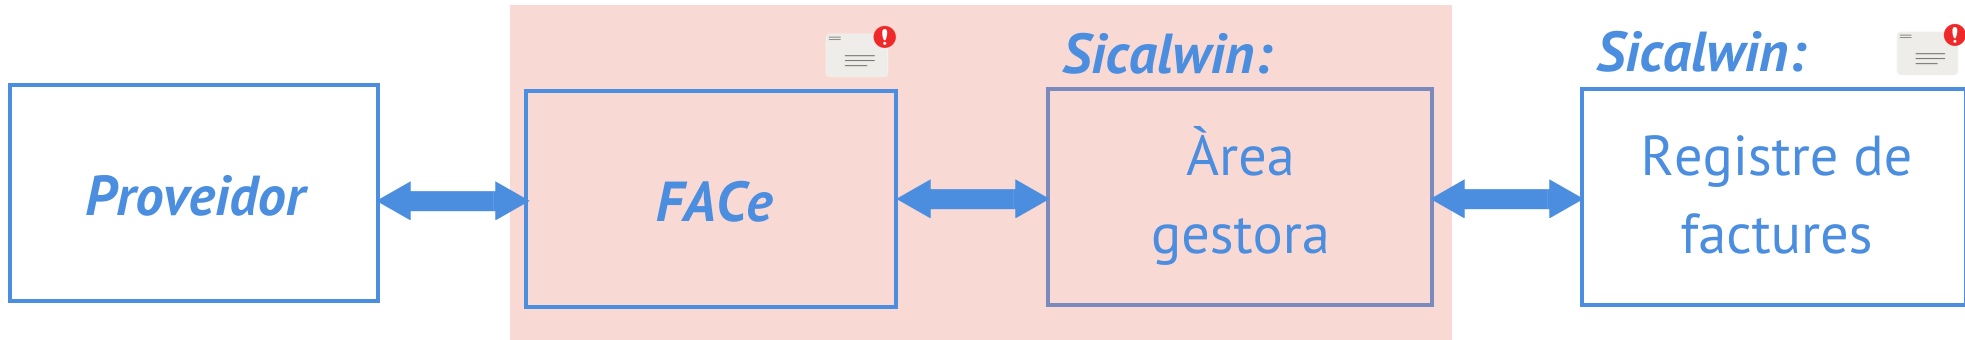 Proveidor
FACe
Sicalwin:
Àrea
gestora
Sicalwin:
Registre de
factures